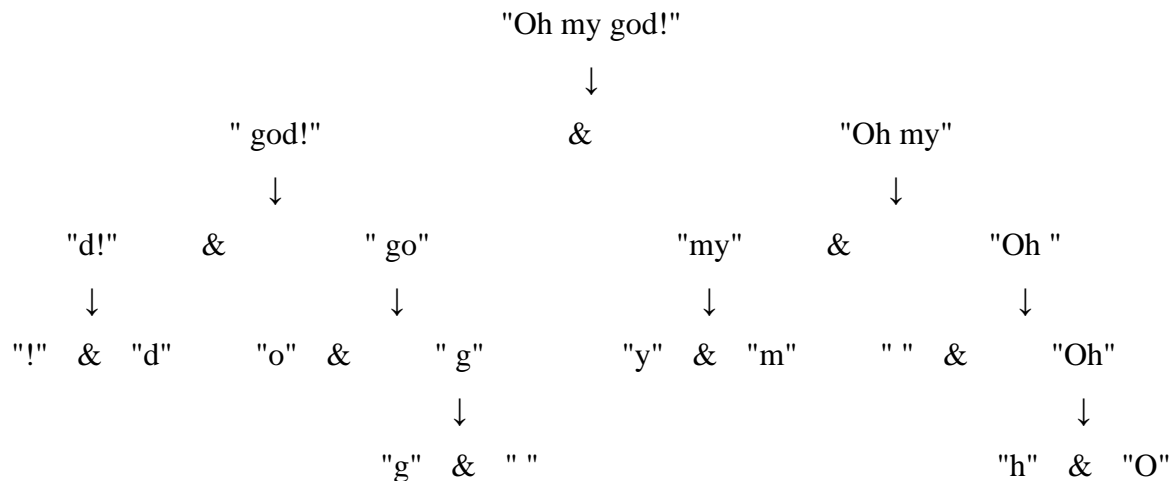 "Oh my god!"
↓
" god!" & "Oh my"
↓ ↓
"d!" & " go" "my" & "Oh "
↓ ↓ ↓ ↓
"!" & "d" "o" & " g" "y" & "m" " " & "Oh"
↓ ↓
"g" & " " "h" & "O"